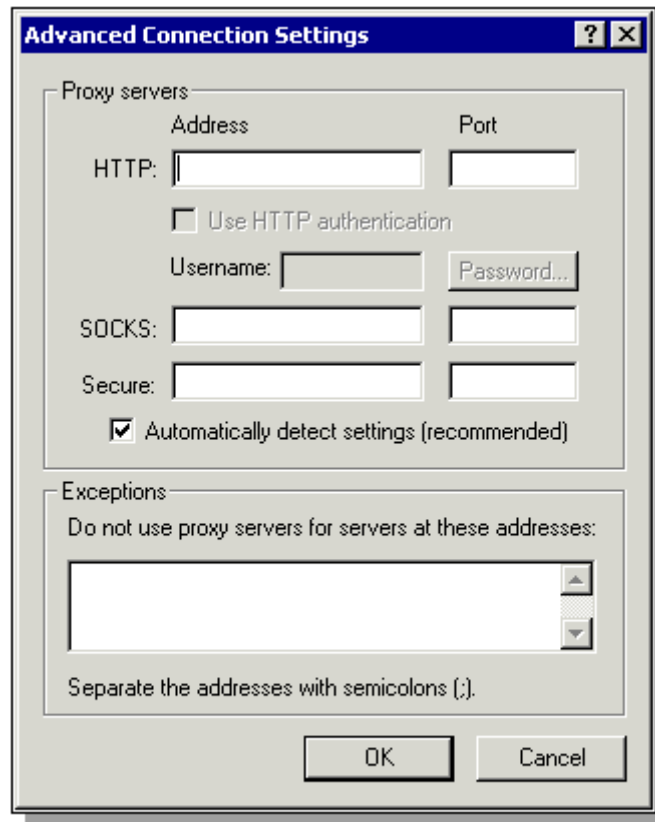 Advanced Connection Settings
Proxy servers
Address Port
HTTP:
Use HTTP authentication
Username: Password...
SOCKS:
Secure:
Automatically detect settings (recommended)
Exceptions
Do not use proxy servers for servers at these addresses:
Separate the addresses with semicolons (;).
OK Cancel